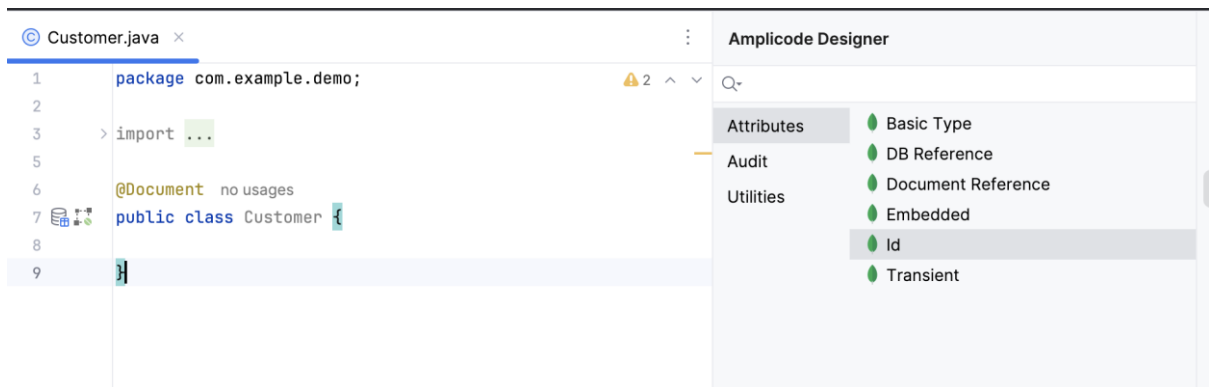 Customer.java
1 package com.example.demo;
2
3 import ...
5
6 @Document no usages
7 public class Customer {
8
9 }
2
Amplicode Designer
Attributes
Audit
Utilities
Basic Type
DB Reference
Document Reference
Embedded
Id
Transient